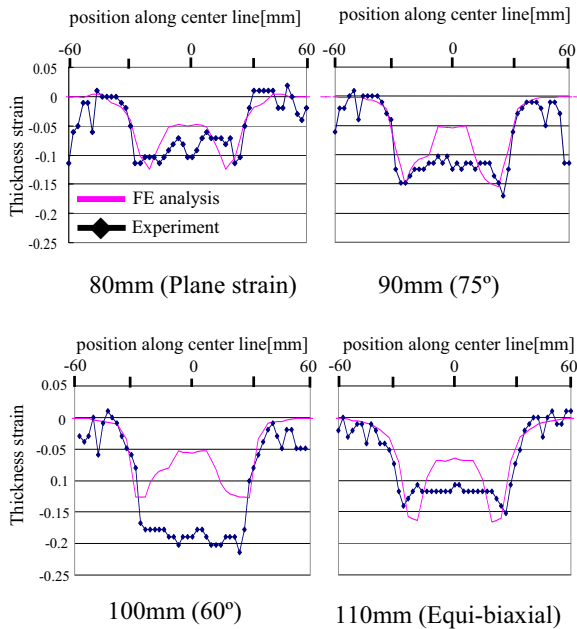 position along center line[mm] position along center line[mm]
-60 0 60 -60 0 60
0.05
0
-0.05
-0.1
-0.15
-0.2
-0.25
Thickness strain
FE analysis
Experiment
80mm (Plane strain) 90mm (75º)
position along center line[mm] position along center line[mm]
-60 0 60 -60 0 60
0.05
0
-0.05
0.1
-0.15
-0.2
-0.25
Thickness strain
100mm (60º) 110mm (Equi-biaxial)